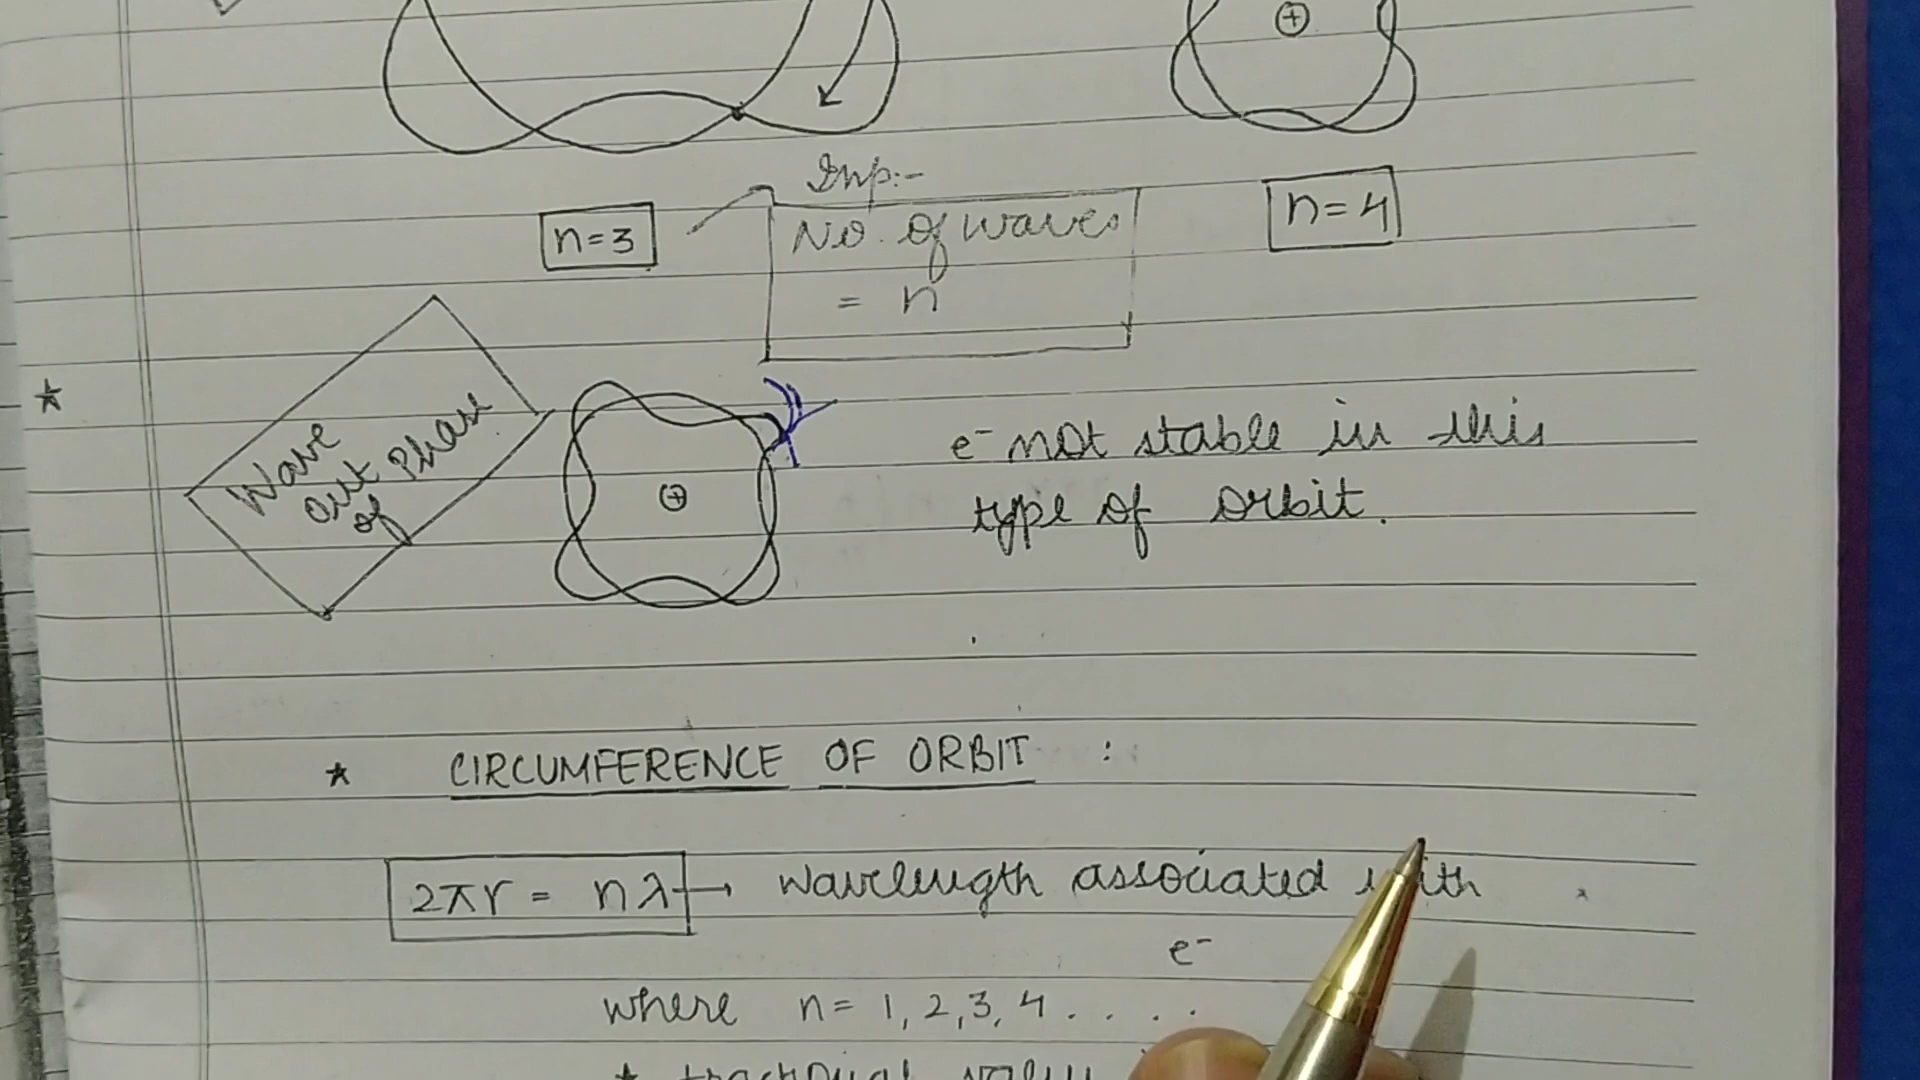 ⊕
Imp:-
n=3
No. of waves
= n
n=4
★
Wave
out Phase
of
⊕
e⁻ not stable in this
type of orbit.
★ CIRCUMFERENCE OF ORBIT :
2πr = nλ → wavelength associated with
e⁻
where n= 1, 2, 3, 4 . . . .
★ fractional